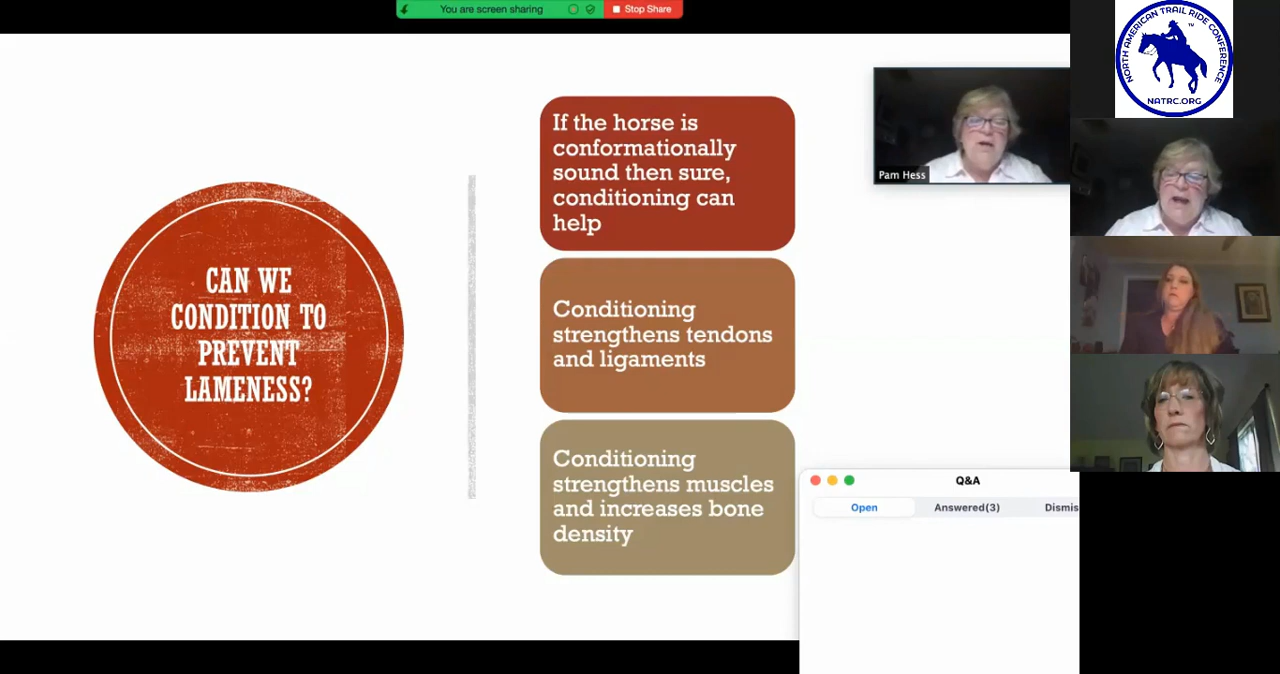 You are screen sharing
Stop Share
NORTH AMERICAN TRAIL RIDE CONFERENCE
TM
NATRC.ORG
Pam Hess
CAN WE
CONDITION TO
PREVENT
LAMENESS?
If the horse is
conformationally
sound then sure,
conditioning can
help
Conditioning
strengthens tendons
and ligaments
Conditioning
strengthens muscles
and increases bone
density
Q&A
Open
Answered(3)
Dismis